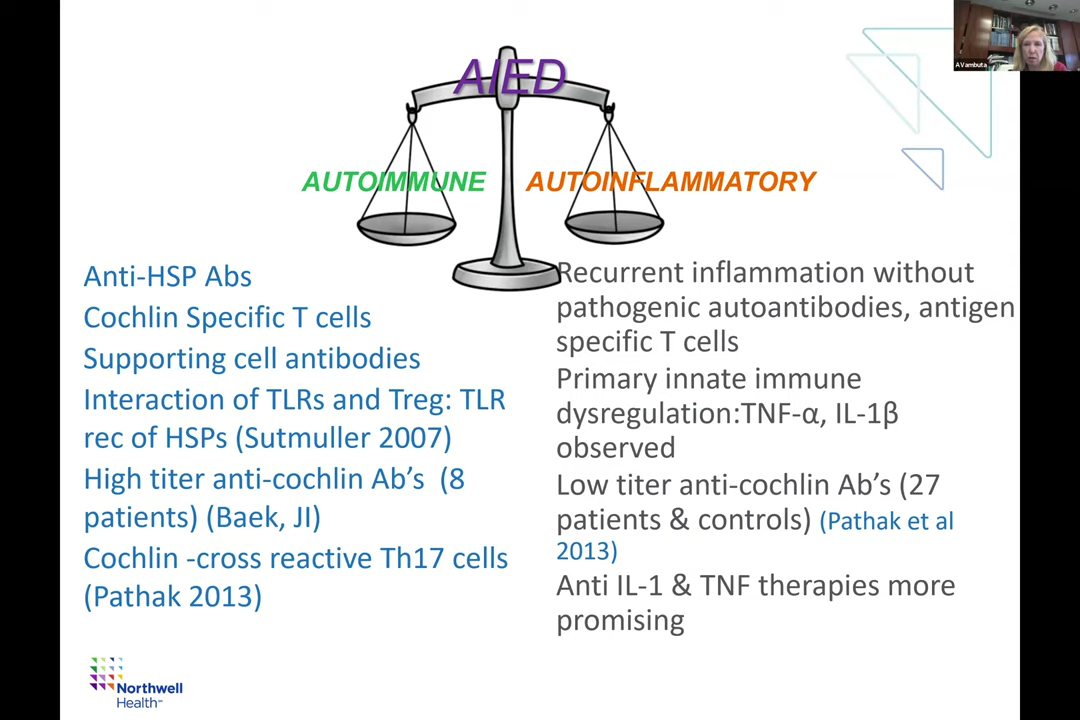 A Vambuta
AIED
AUTOIMMUNE
AUTOINFLAMMATORY
Anti-HSP Abs
Cochlin Specific T cells
Supporting cell antibodies
Interaction of TLRs and Treg: TLR
rec of HSPs (Sutmuller 2007)
High titer anti-cochlin Ab’s (8
patients) (Baek, JI)
Cochlin -cross reactive Th17 cells
(Pathak 2013)
Recurrent inflammation without
pathogenic autoantibodies, antigen
specific T cells
Primary innate immune
dysregulation:TNF-α, IL-1β
observed
Low titer anti-cochlin Ab’s (27
patients & controls) (Pathak et al
2013)
Anti IL-1 & TNF therapies more
promising
Northwell
Health℠